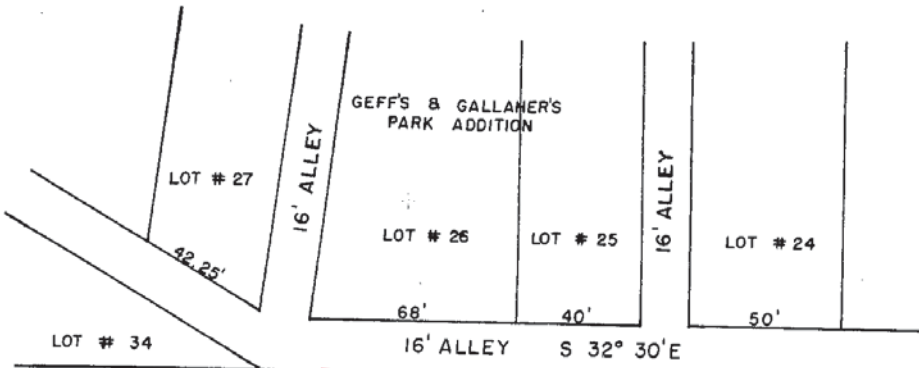 GEFF'S & GALLAHER'S
PARK ADDITION
LOT # 27
16' ALLEY
16' ALLEY
LOT # 26
LOT # 25
LOT # 24
42.25'
68'
40'
50'
LOT # 34
16' ALLEY S 32° 30'E